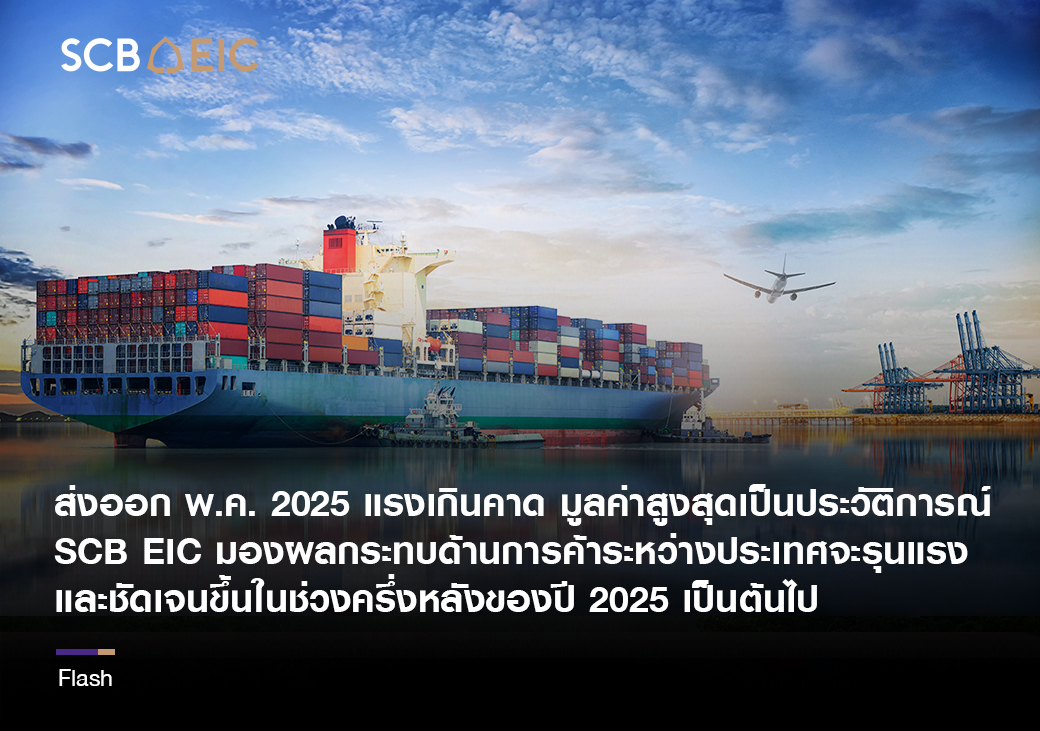 SCB EIC
ส่งออก พ.ค. 2025 แรงเกินคาด มูลค่าสูงสุดเป็นประวัติการณ์
SCB EIC มองผลกระทบด้านการค้าระหว่างประเทศจะรุนแรง
และชัดเจนขึ้นในช่วงครึ่งหลังของปี 2025 เป็นต้นไป
Flash